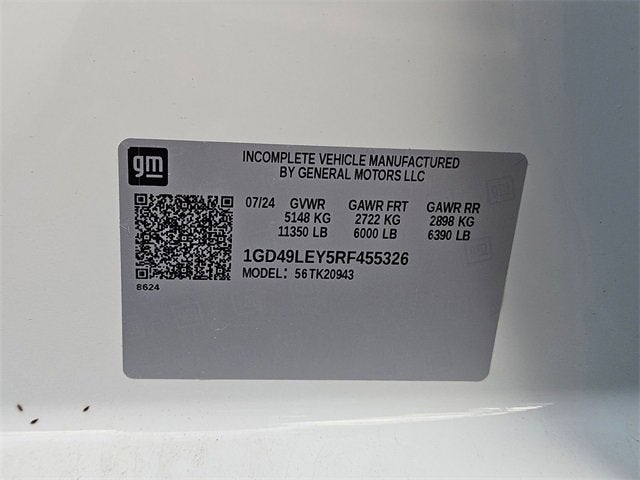 gm
INCOMPLETE VEHICLE MANUFACTURED
BY GENERAL MOTORS LLC
07/24 GVWR GAWR FRT GAWR RR
5148 KG 2722 KG 2898 KG
11350 LB 6000 LB 6390 LB
1GD49LEY5RF455326
MODEL: 56TK20943
8624